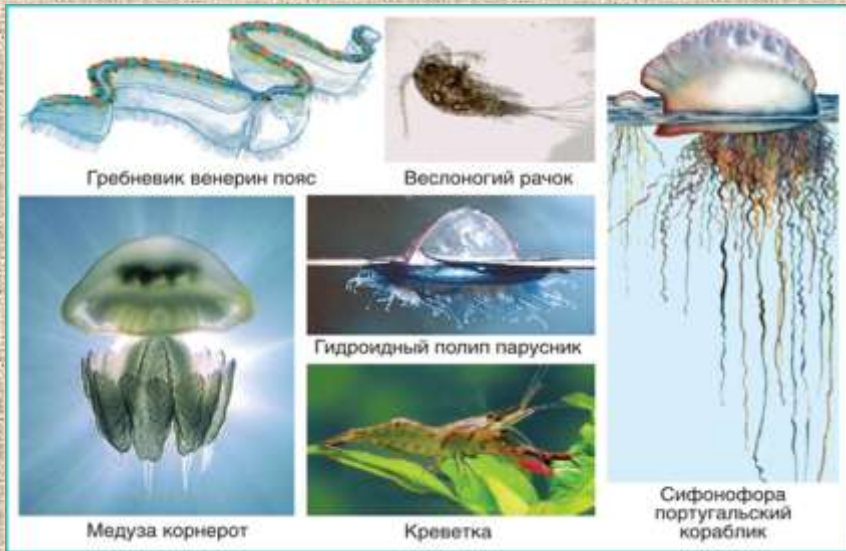 Гребневик венерин пояс
Веслоногий рачок
Гидроидный полип парусник
Медуза корнерот
Креветка
Сифонофора
португальский
кораблик